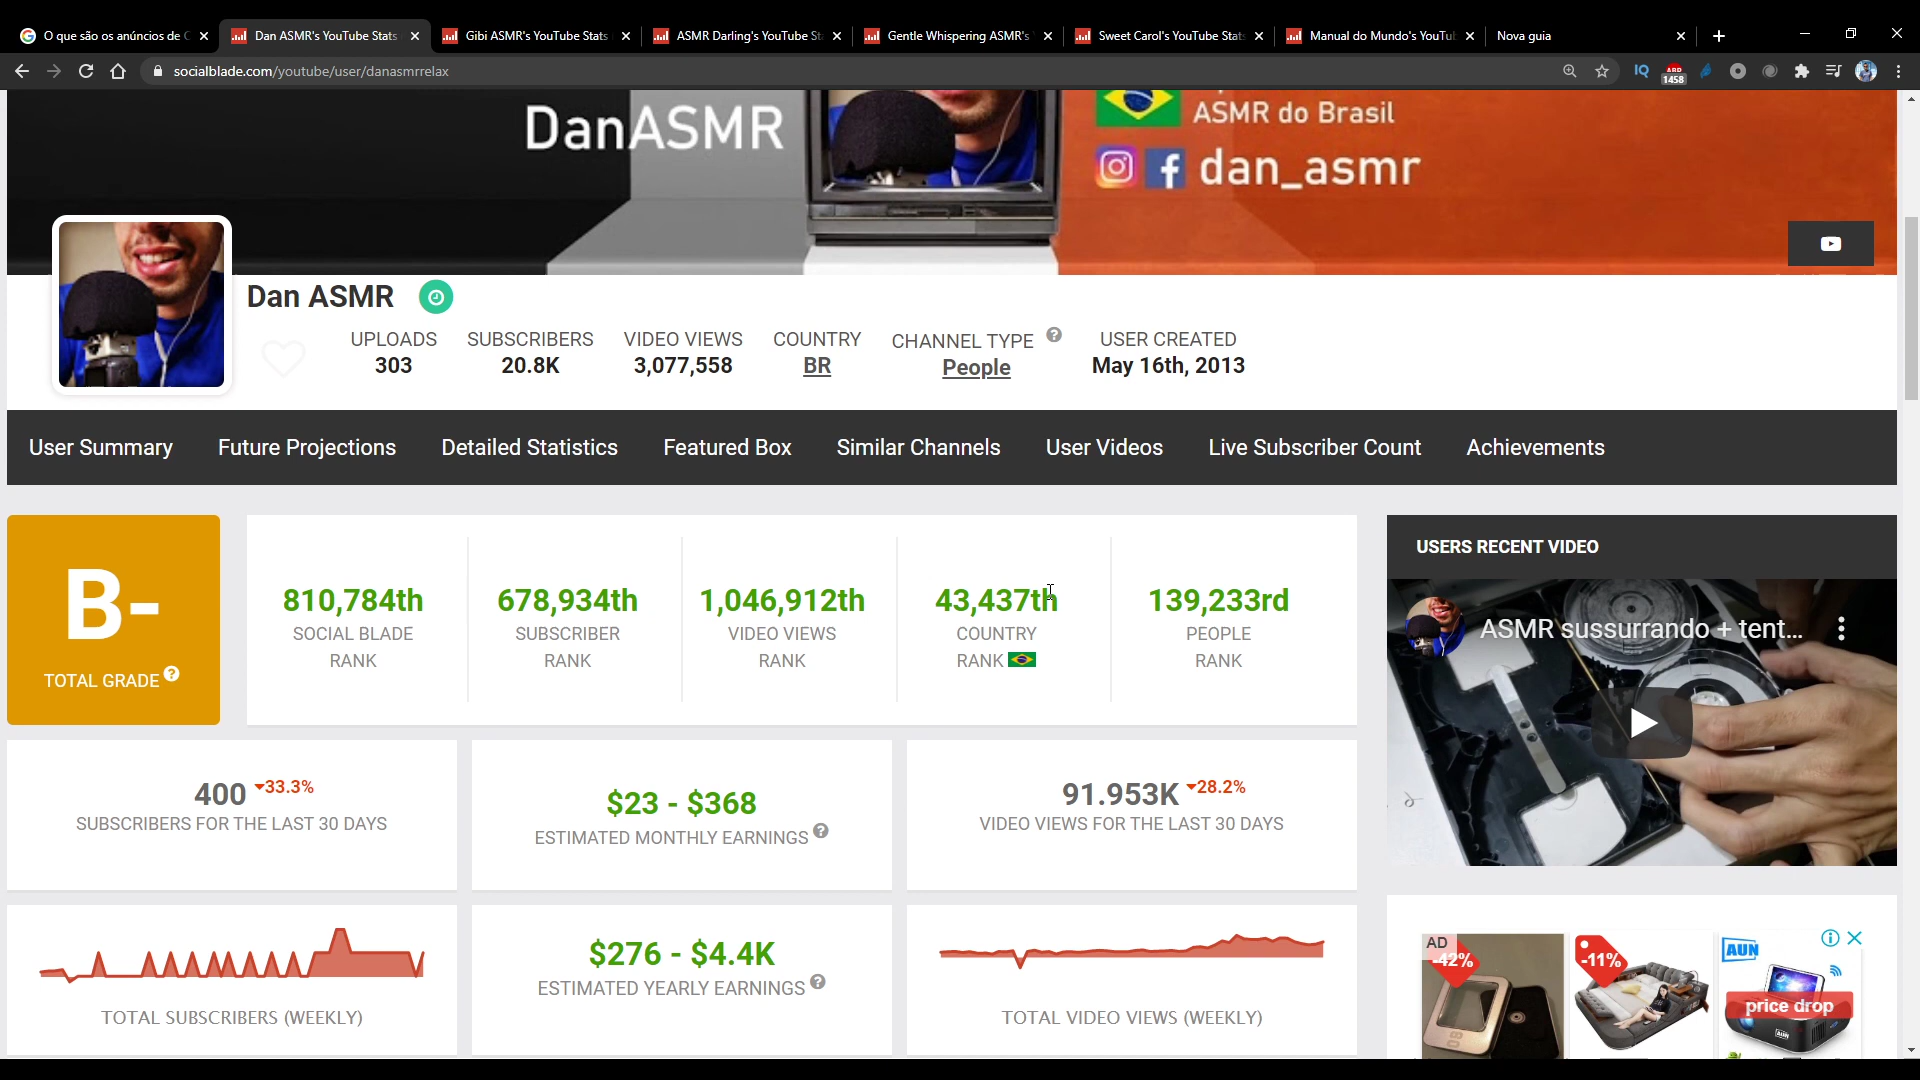 O que são os anúncios de
Dan ASMR's YouTube Stats
Gibi ASMR's YouTube Stats
ASMR Darling's YouTube St
Gentle Whispering ASMR's
Sweet Carol's YouTube Stat
Manual do Mundo's YouTu
Nova guia
socialblade.com/youtube/user/danasmrrelax
IQ
ABP
1458
DanASMR
ASMR do Brasil
dan_asmr
Dan ASMR
UPLOADS
303
SUBSCRIBERS
20.8K
VIDEO VIEWS
3,077,558
COUNTRY
BR
CHANNEL TYPE
People
USER CREATED
May 16th, 2013
User Summary
Future Projections
Detailed Statistics
Featured Box
Similar Channels
User Videos
Live Subscriber Count
Achievements
B-
TOTAL GRADE
810,784th
SOCIAL BLADE
RANK
678,934th
SUBSCRIBER
RANK
1,046,912th
VIDEO VIEWS
RANK
43,437th
COUNTRY
RANK
139,233rd
PEOPLE
RANK
USERS RECENT VIDEO
ASMR sussurrando + tent...
400 33.3%
SUBSCRIBERS FOR THE LAST 30 DAYS
$23 - $368
ESTIMATED MONTHLY EARNINGS
91.953K 28.2%
VIDEO VIEWS FOR THE LAST 30 DAYS
TOTAL SUBSCRIBERS (WEEKLY)
$276 - $4.4K
ESTIMATED YEARLY EARNINGS
TOTAL VIDEO VIEWS (WEEKLY)
AD
-42%
-11%
AUN
price drop
AUN